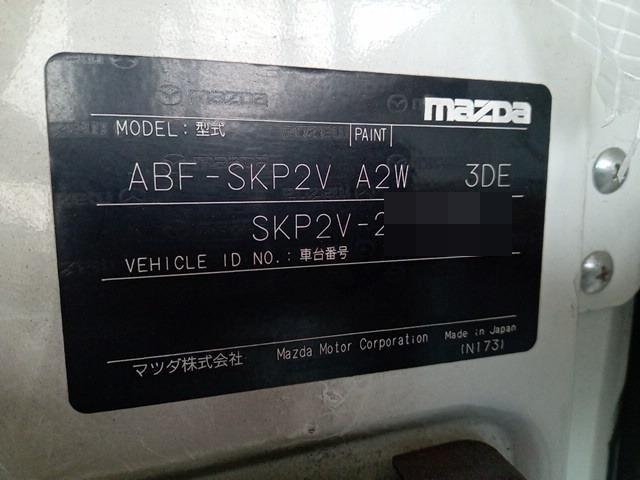 mazda
MODEL: 型式 PAINT
ABF-SKP2V A2W 3DE
SKP2V-2
VEHICLE ID NO.: 車台番号
マツダ株式会社 Mazda Motor Corporation Made in Japan
(N173)